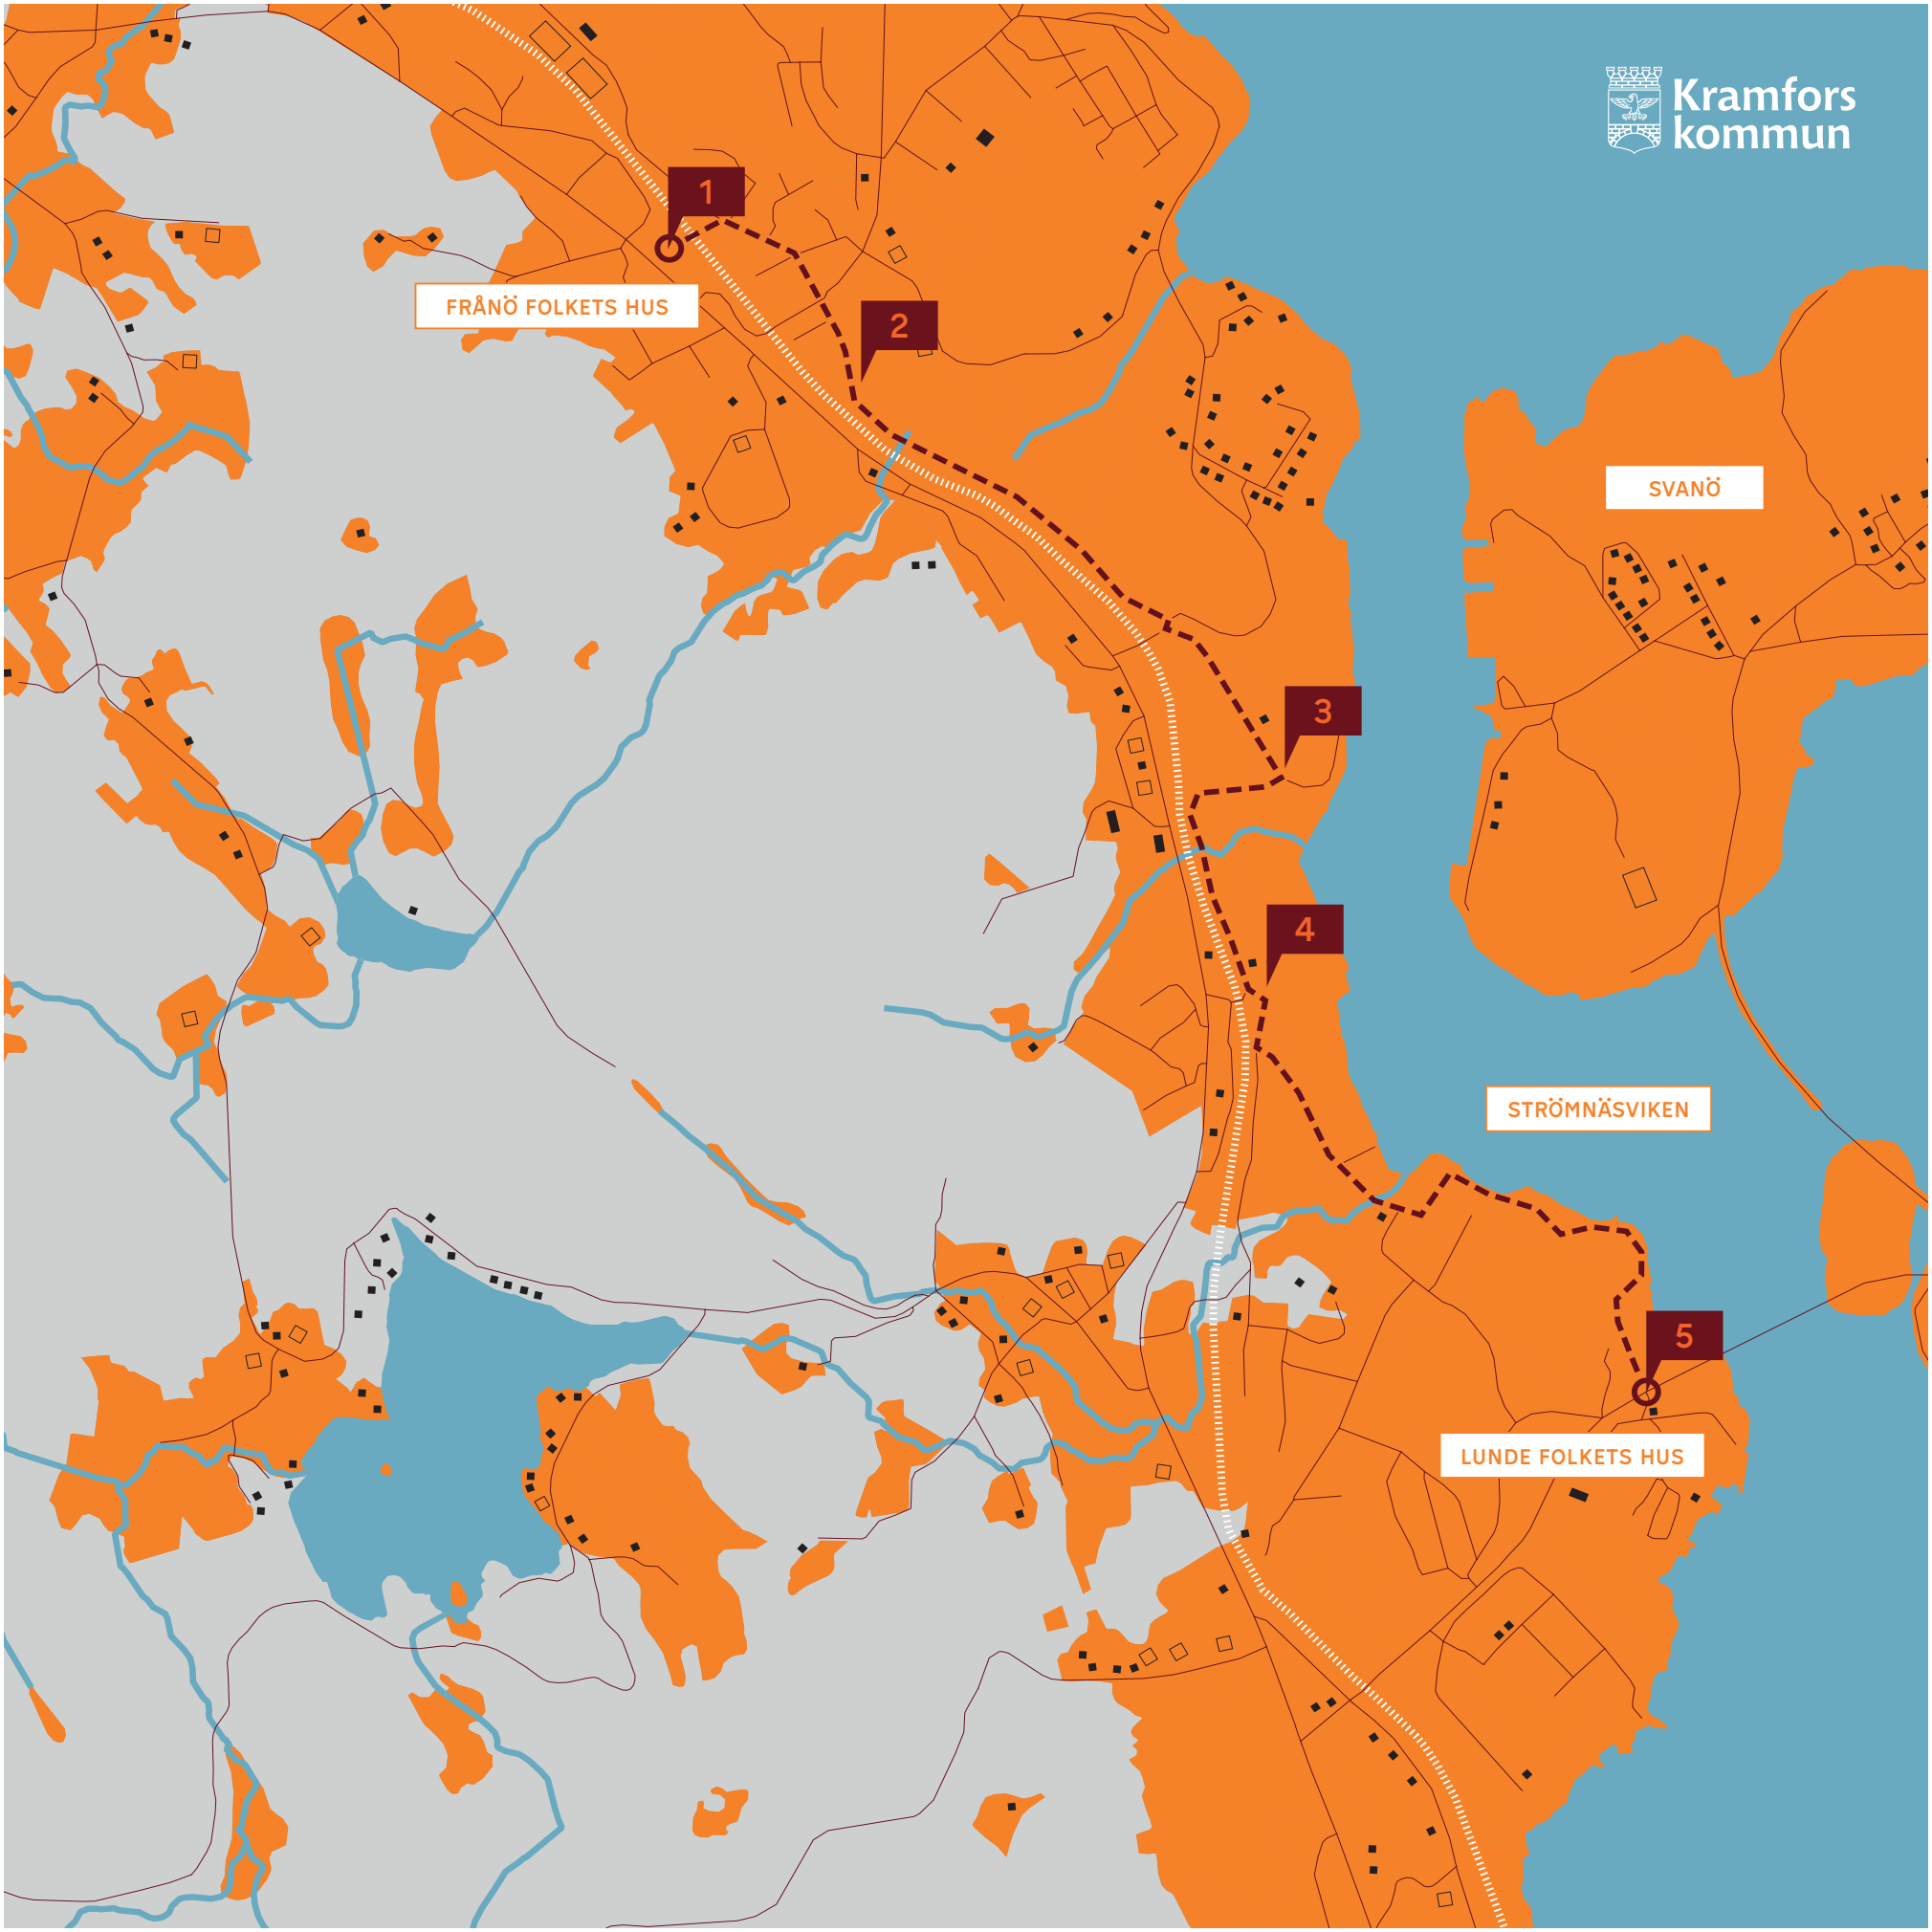 Kramfors
kommun
1
FRÅNÖ FOLKETS HUS
2
SVANÖ
3
4
STRÖMNÄSVIKEN
5
LUNDE FOLKETS HUS